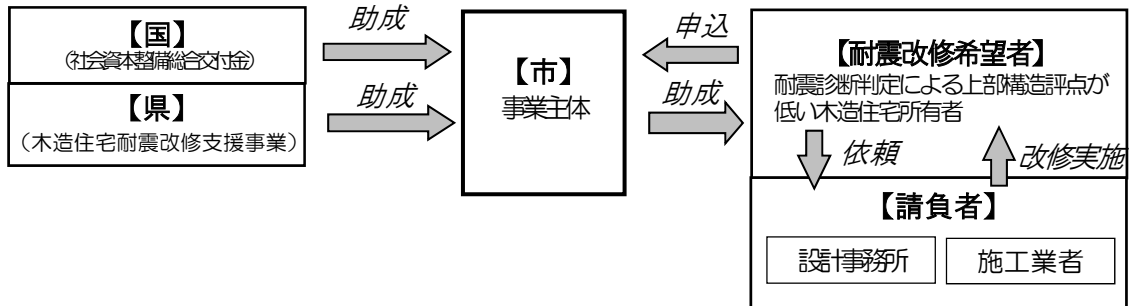 【国】
（社会資本整備総合交付金）
【県】
（木造住宅耐震改修支援事業）
助成
助成
【市】
事業主体
申込
助成
【耐震改修希望者】
耐震診断判定による上部構造評点が
低い木造住宅所有者
依頼
改修実施
【請負者】
設計事務所
施工業者